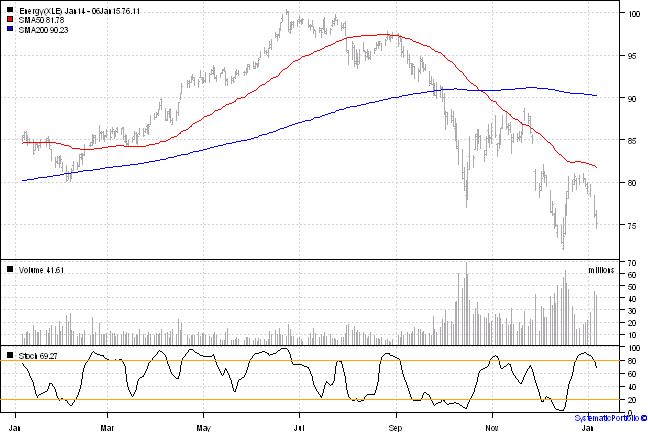 Energy(XLE) Jan14 - 06Jan15 76.11
SMA50 81.78
SMA200 90.23
100
95
90
85
80
75
Volume 41.61
millions
70
60
50
40
30
20
10
Stoch 69.27
100
80
60
40
20
0
Jan Mar May Jul Sep Nov Jan
SystematicPortfolio ©